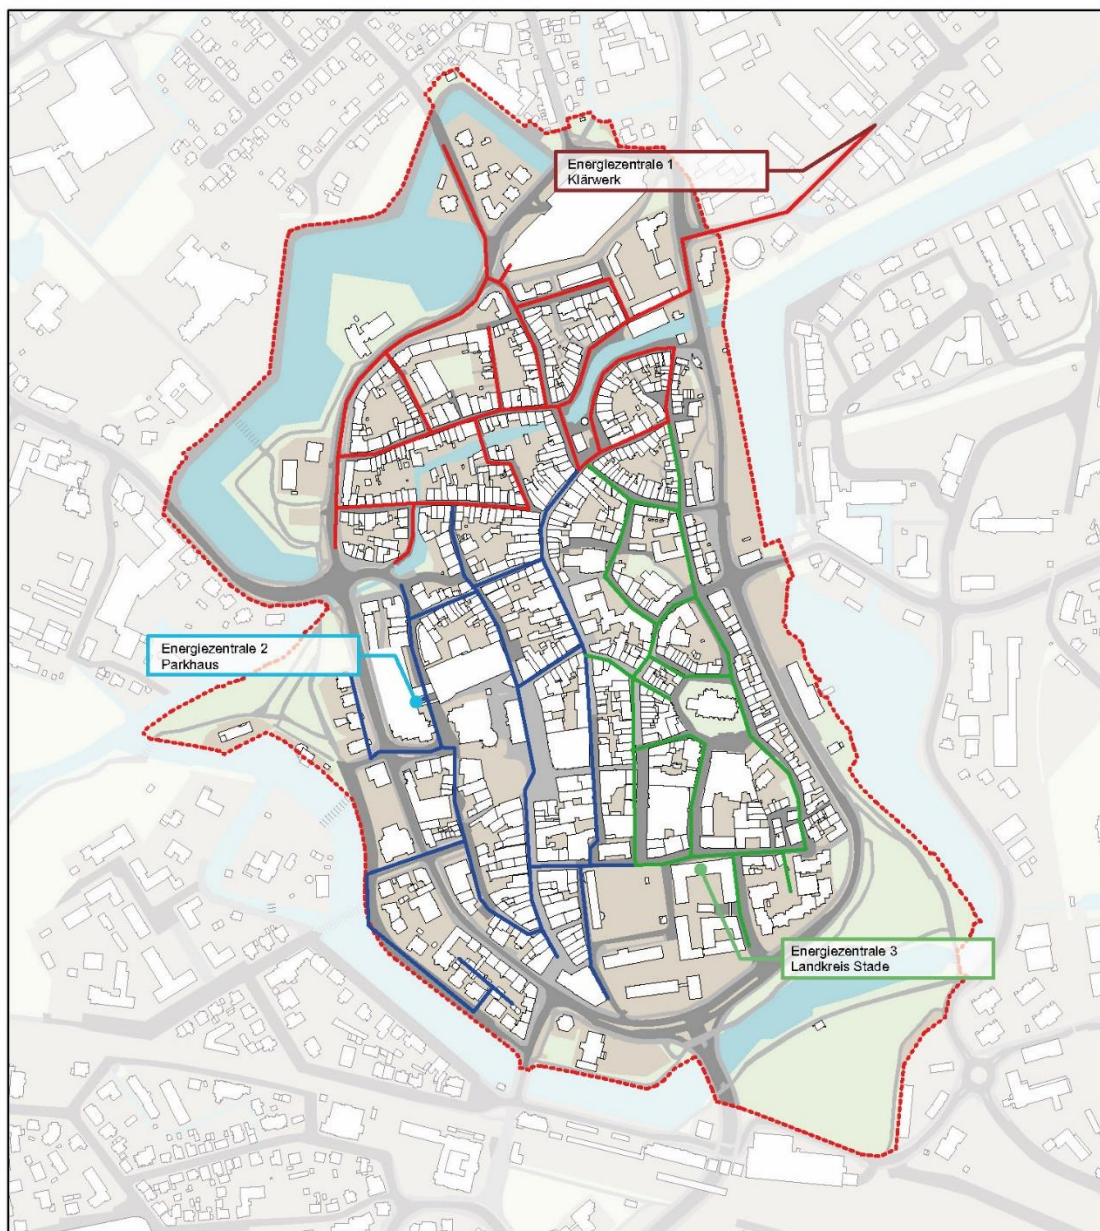 Energiezentrale 1
Klärwerk
Energiezentrale 2
Parkhaus
Energiezentrale 3
Landkreis Stade